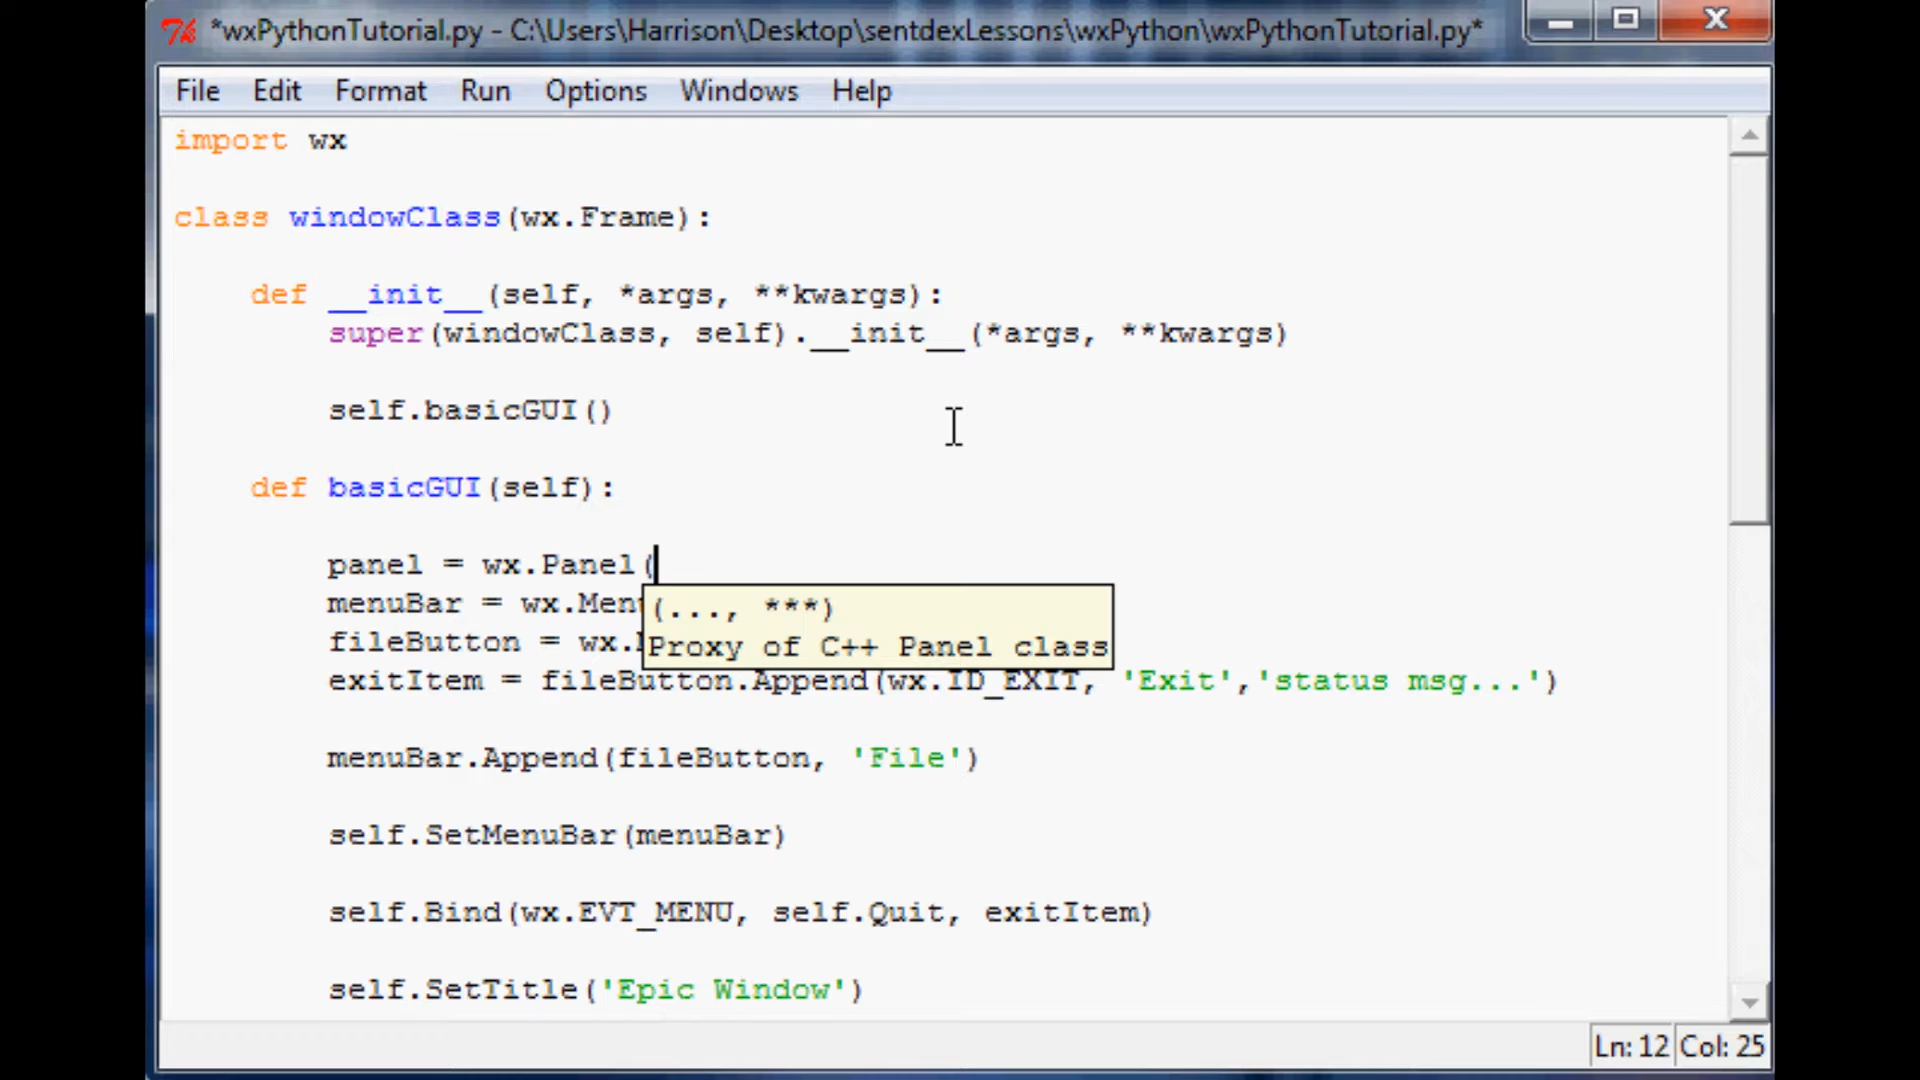 *wxPythonTutorial.py - C:\Users\Harrison\Desktop\sentdexLessons\wxPython\wxPythonTutorial.py*
File Edit Format Run Options Windows Help
import wx
class windowClass(wx.Frame):
def __init__(self, *args, **kwargs):
super(windowClass, self).__init__(*args, **kwargs)
self.basicGUI()
def basicGUI(self):
panel = wx.Panel(
menuBar = wx.Men
(..., ***)
fileButton = wx.
Proxy of C++ Panel class
exitItem = fileButton.Append(wx.ID_EXIT, 'Exit','status msg...')
menuBar.Append(fileButton, 'File')
self.SetMenuBar(menuBar)
self.Bind(wx.EVT_MENU, self.Quit, exitItem)
self.SetTitle('Epic Window')
Ln: 12 Col: 25